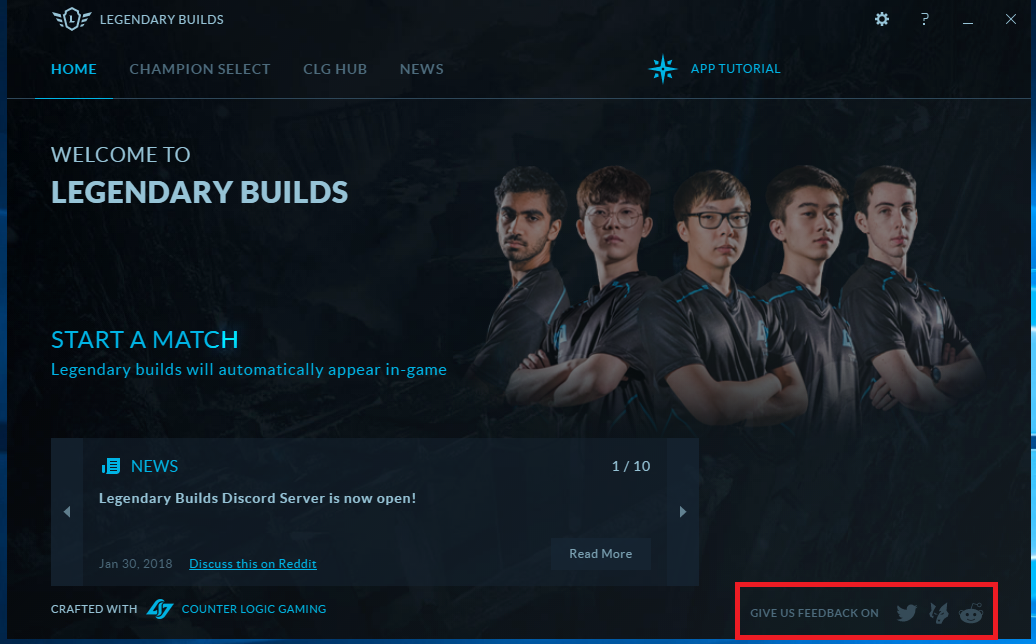 LEGENDARY BUILDS
?
HOME CHAMPION SELECT CLG HUB NEWS APP TUTORIAL
WELCOME TO
LEGENDARY BUILDS
START A MATCH
Legendary builds will automatically appear in-game
NEWS 1 / 10
Legendary Builds Discord Server is now open!
Read More
Jan 30, 2018 Discuss this on Reddit
CRAFTED WITH COUNTER LOGIC GAMING
GIVE US FEEDBACK ON